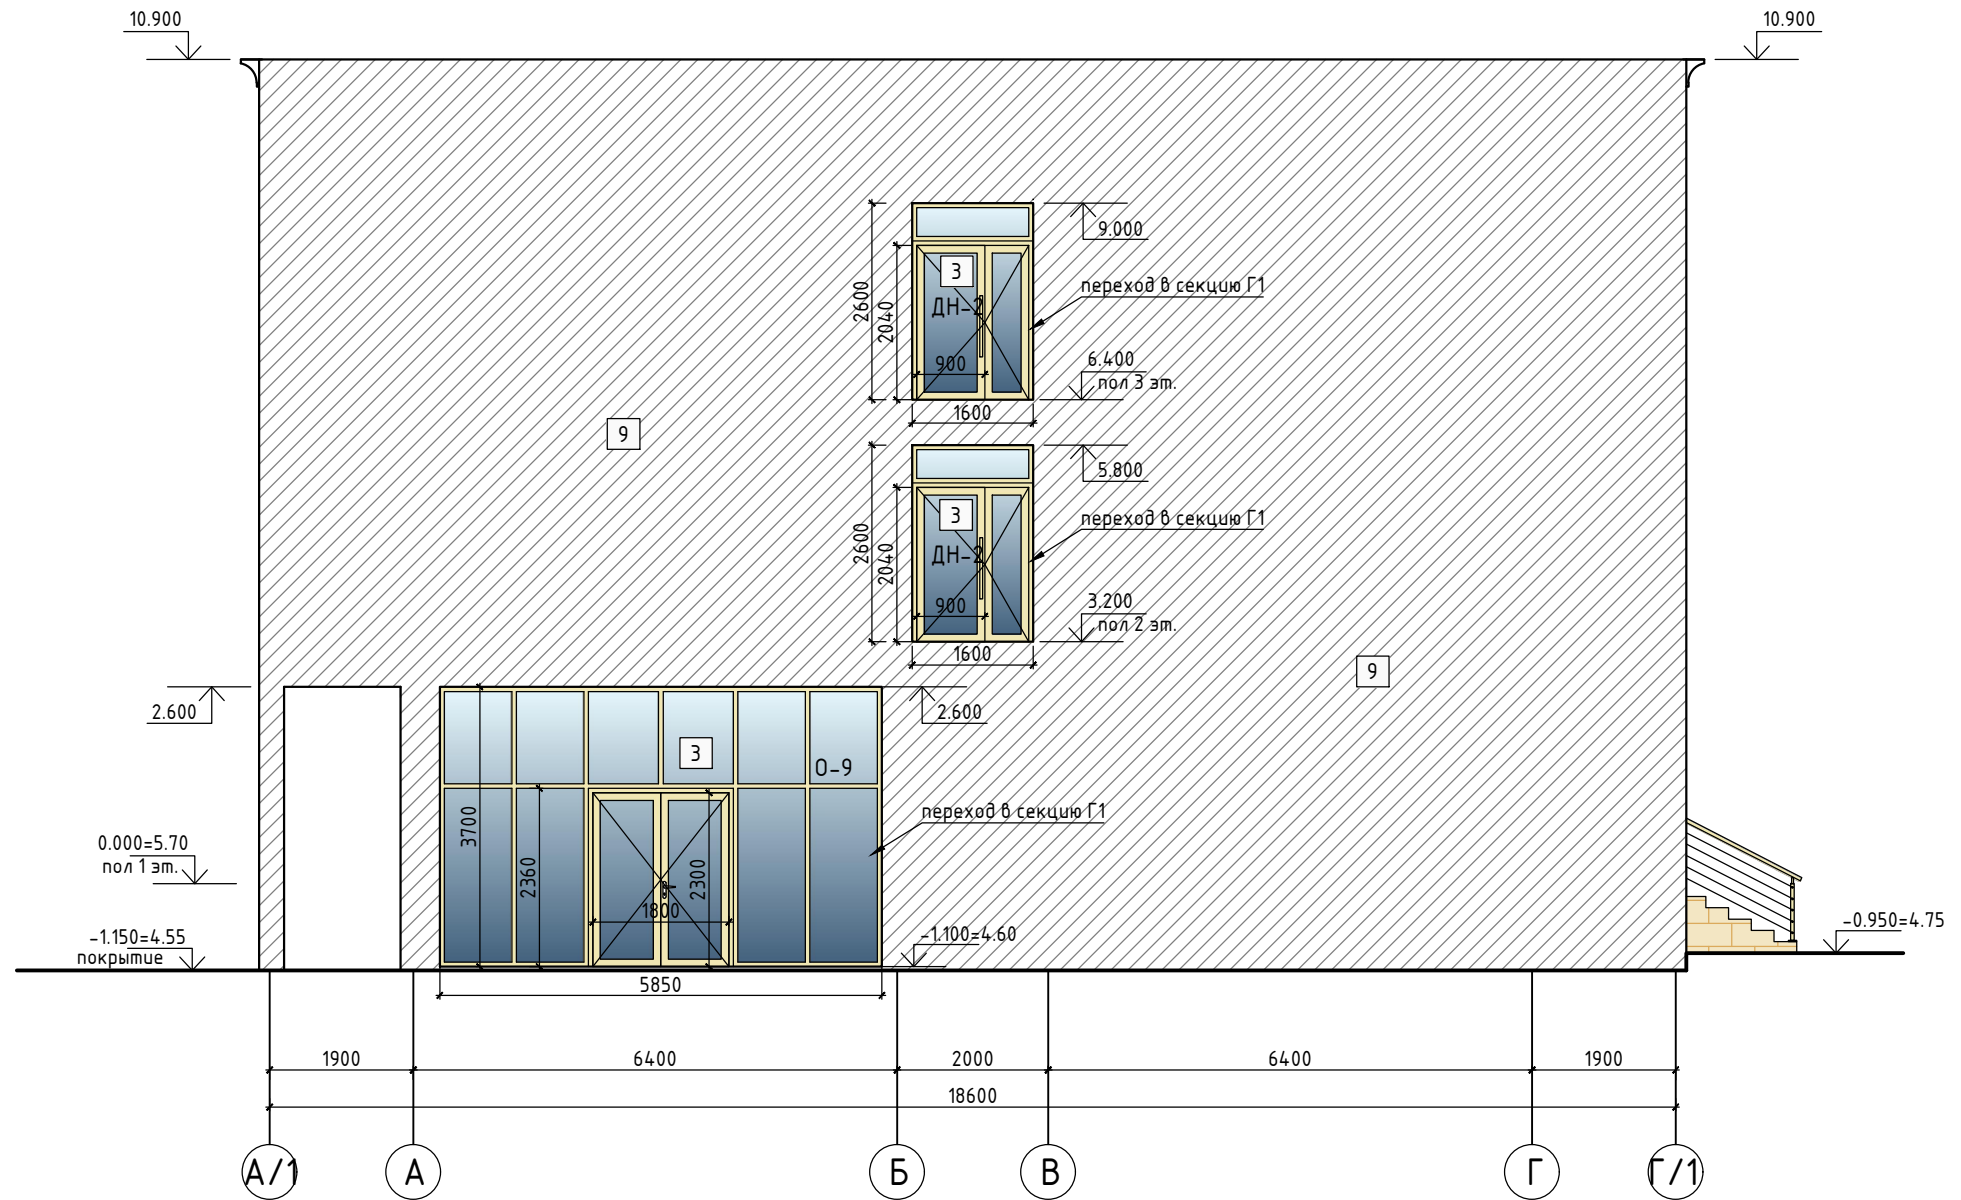 10.900
10.900
9.000
3
переход в секцию Г1
ДН-2
2600
2040
900
6.400
пол 3 эт.
1600
9
5.800
3
переход в секцию Г1
ДН-2
2600
2040
900
3.200
пол 2 эт.
1600
9
2.600
2.600
3
О-9
переход в секцию Г1
3700
2360
2300
1800
0.000=5.70
пол 1 эт.
-1.150=4.55
покрытие
-1.100=4.60
-0.950=4.75
5850
1900
6400
2000
6400
1900
18600
А/1
А
Б
В
Г
Г/1